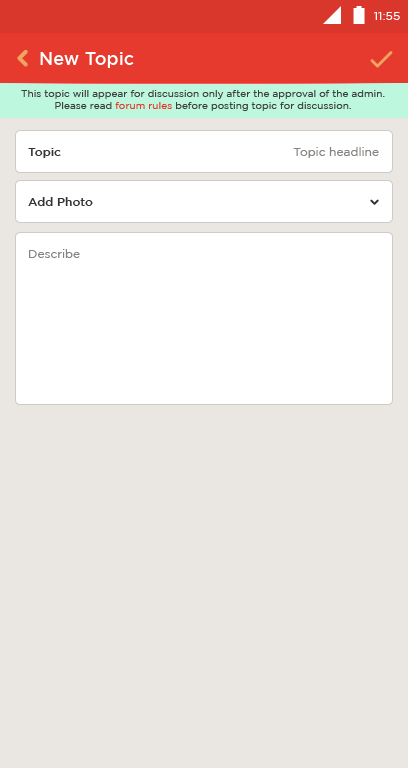 11:55
New Topic
This topic will appear for discussion only after the approval of the admin.
Please read forum rules before posting topic for discussion.
Topic Topic headline
Add Photo
Describe